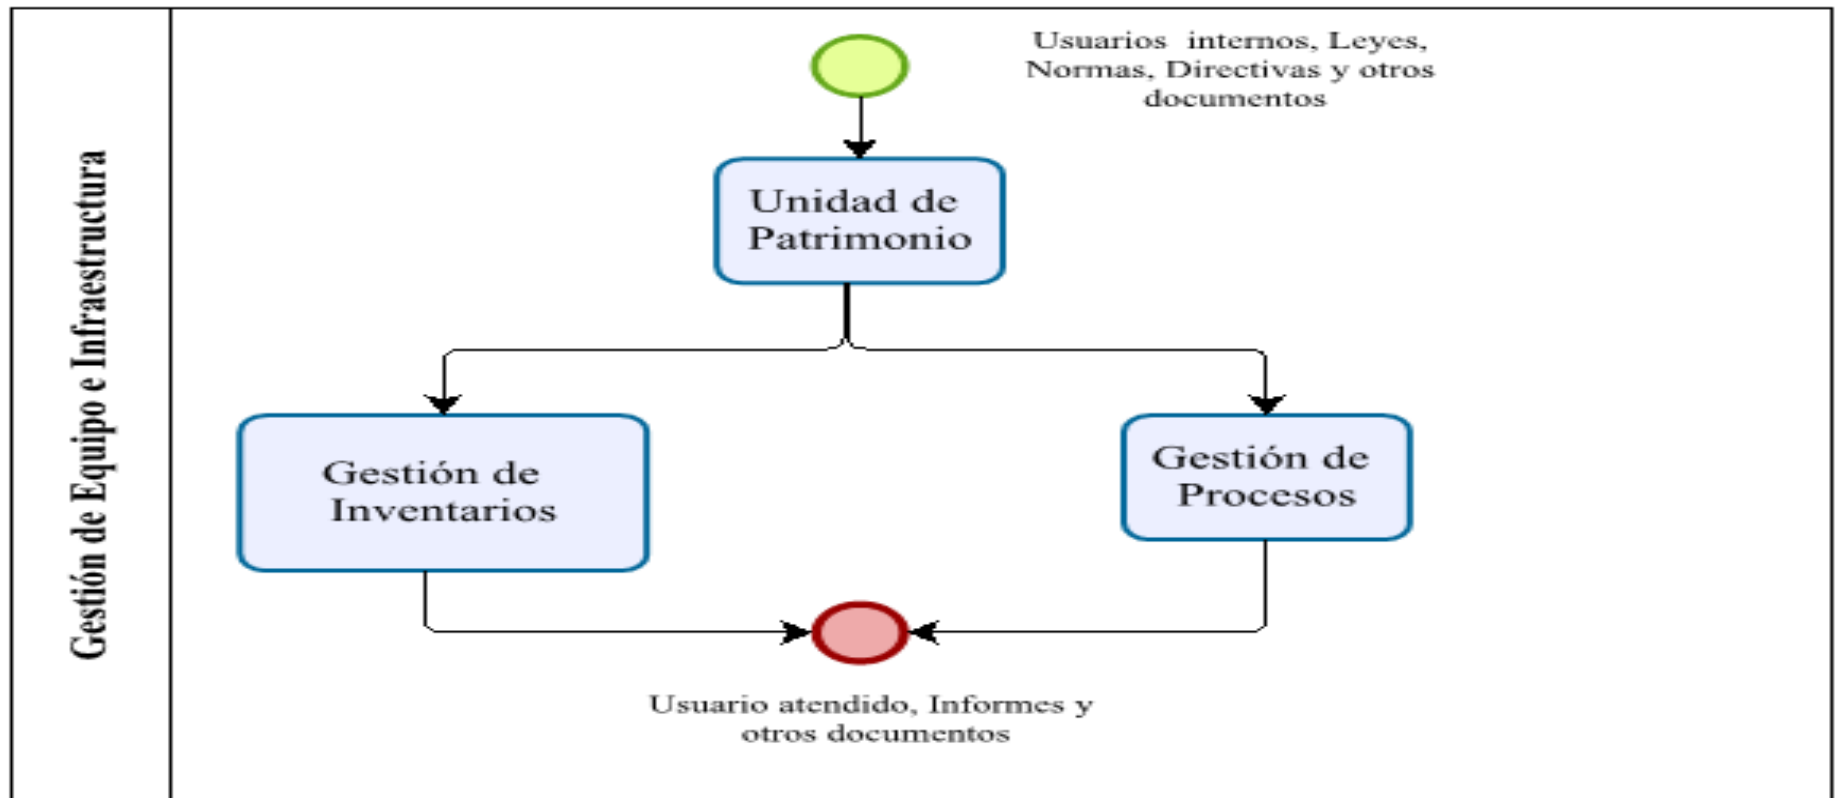 Gestión de Equipo e Infraestructura
Usuarios internos, Leyes,
Normas, Directivas y otros
documentos
Unidad de
Patrimonio
Gestión de
Inventarios
Gestión de
Procesos
Usuario atendido, Informes y
otros documentos